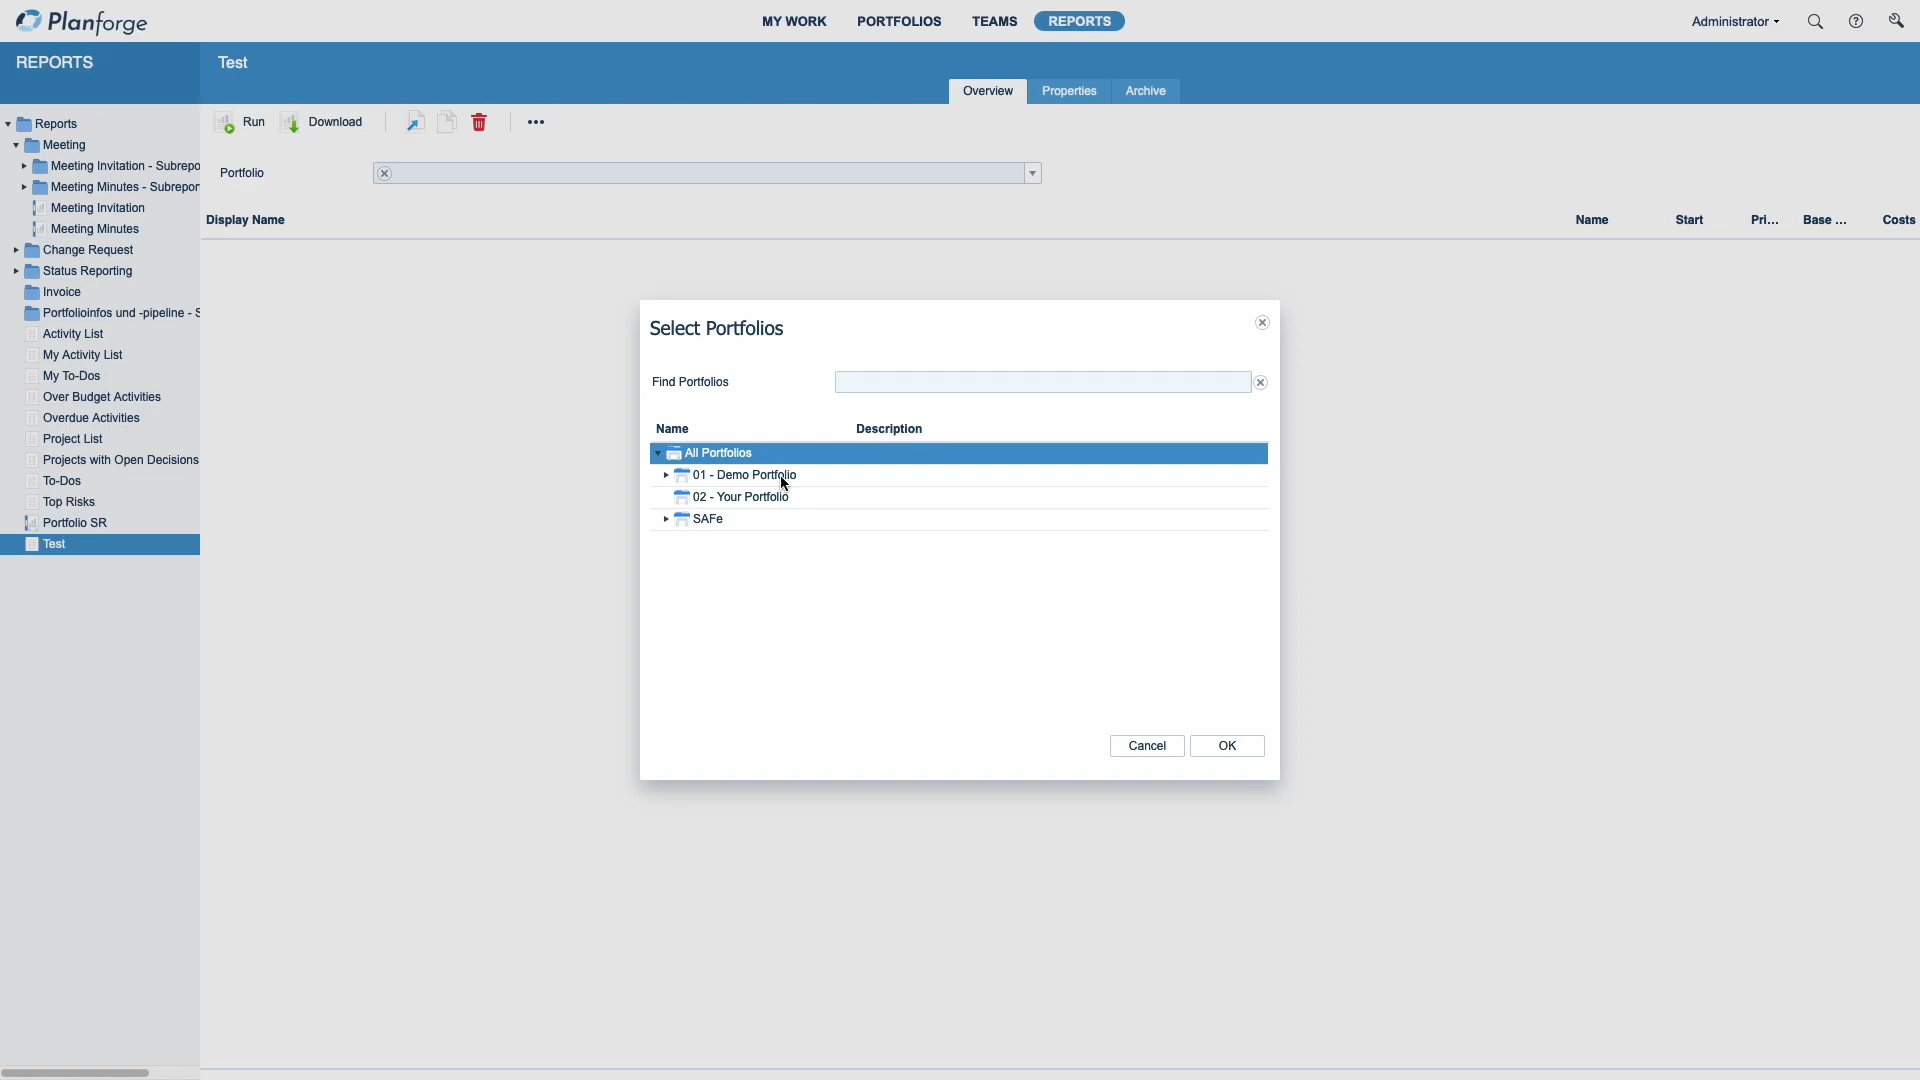 Planforge
MY WORK PORTFOLIOS TEAMS REPORTS
Administrator
REPORTS
Test
Overview Properties Archive
Run Download
Portfolio
Display Name Name Start Pri... Base ... Costs
Reports
Meeting
Meeting Invitation - Subrepo
Meeting Minutes - Subrepor
Meeting Invitation
Meeting Minutes
Change Request
Status Reporting
Invoice
Portfolioinfos und -pipeline - S
Activity List
My Activity List
My To-Dos
Over Budget Activities
Overdue Activities
Project List
Projects with Open Decisions
To-Dos
Top Risks
Portfolio SR
Test
Select Portfolios
Find Portfolios
Name Description
All Portfolios
01 - Demo Portfolio
02 - Your Portfolio
SAFe
Cancel OK